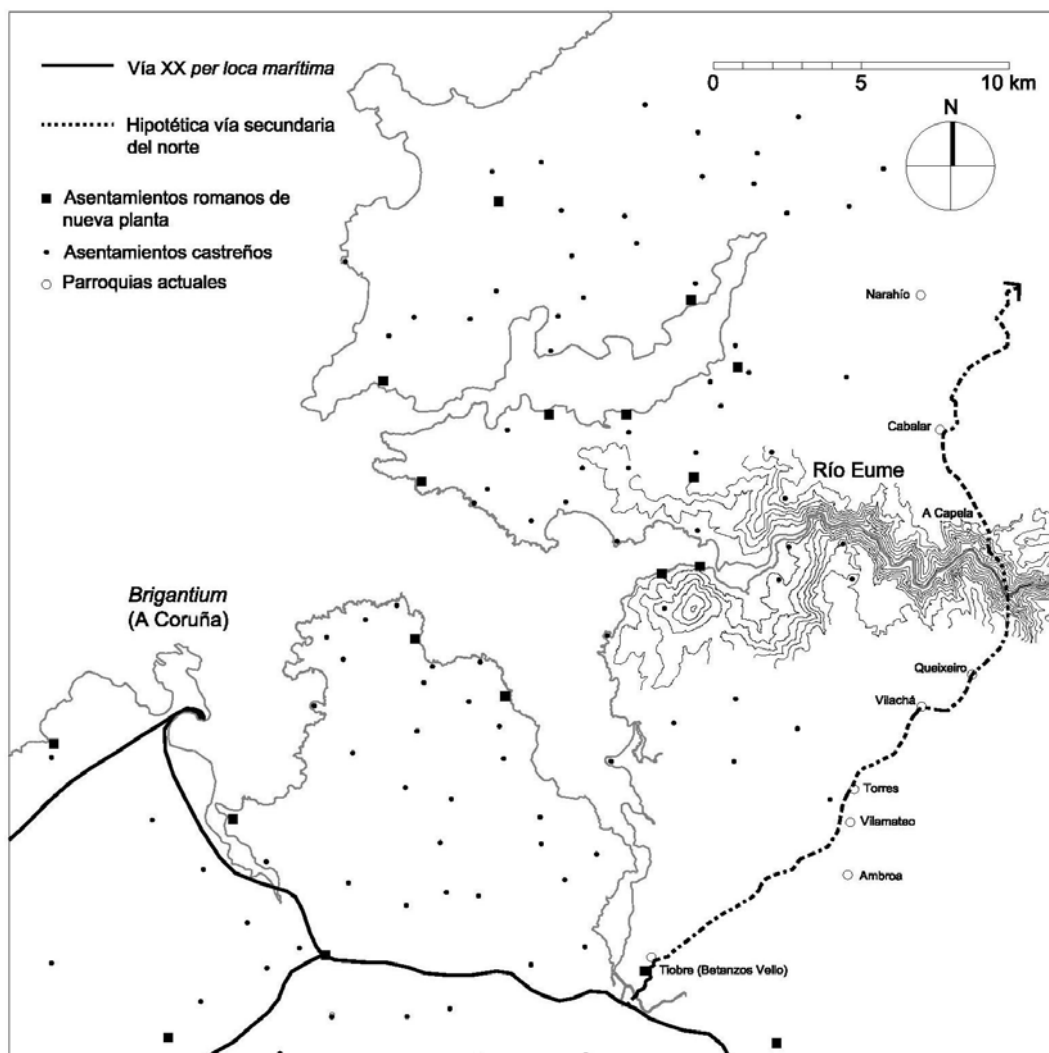 Vía XX per loca marítima
Hipotética vía secundaria
del norte
Asentamientos romanos de
nueva planta
Asentamientos castreños
Parroquias actuales
0 5 10 km
N
Narahío
Cabalar
Río Eume
A Capela
Brigantium
(A Coruña)
Queixeiro
Vilachá
Torres
Vilamateo
Ambroa
Tiobre (Betanzos Vello)